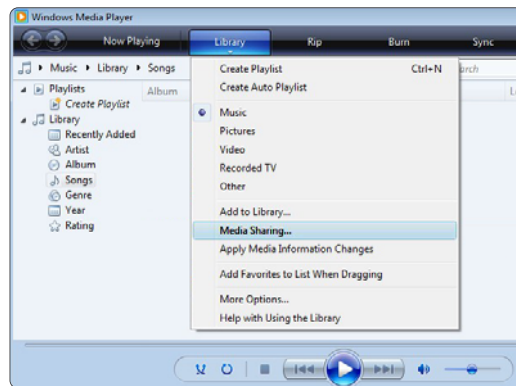 Windows Media Player
Now Playing Library Rip Burn Sync
Music Library Songs
Playlists
Create Playlist
Library
Recently Added
Artist
Album
Songs
Genre
Year
Rating
Album
Create Playlist Ctrl+N
Create Auto Playlist
Music
Pictures
Video
Recorded TV
Other
Add to Library...
Media Sharing...
Apply Media Information Changes
Add Favorites to List When Dragging
More Options...
Help with Using the Library